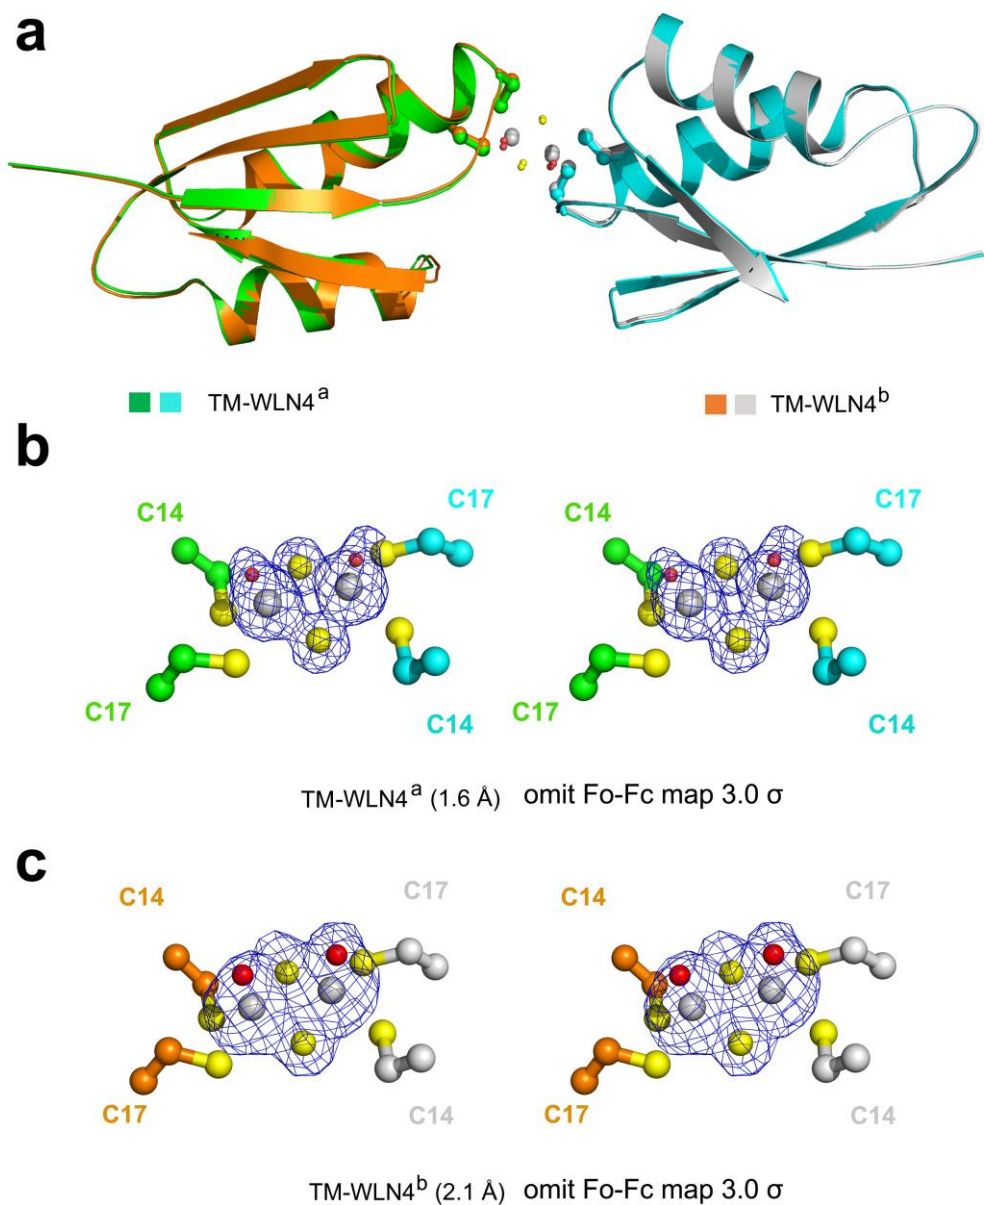 a
TM-WLN4a TM-WLN4b
b
C14 C17 C14 C17
C17 C14 C17 C14
TM-WLN4a (1.6 Å) omit Fo-Fc map 3.0 σ
c
C14 C17 C14 C17
C17 C14 C17 C14
TM-WLN4b (2.1 Å) omit Fo-Fc map 3.0 σ